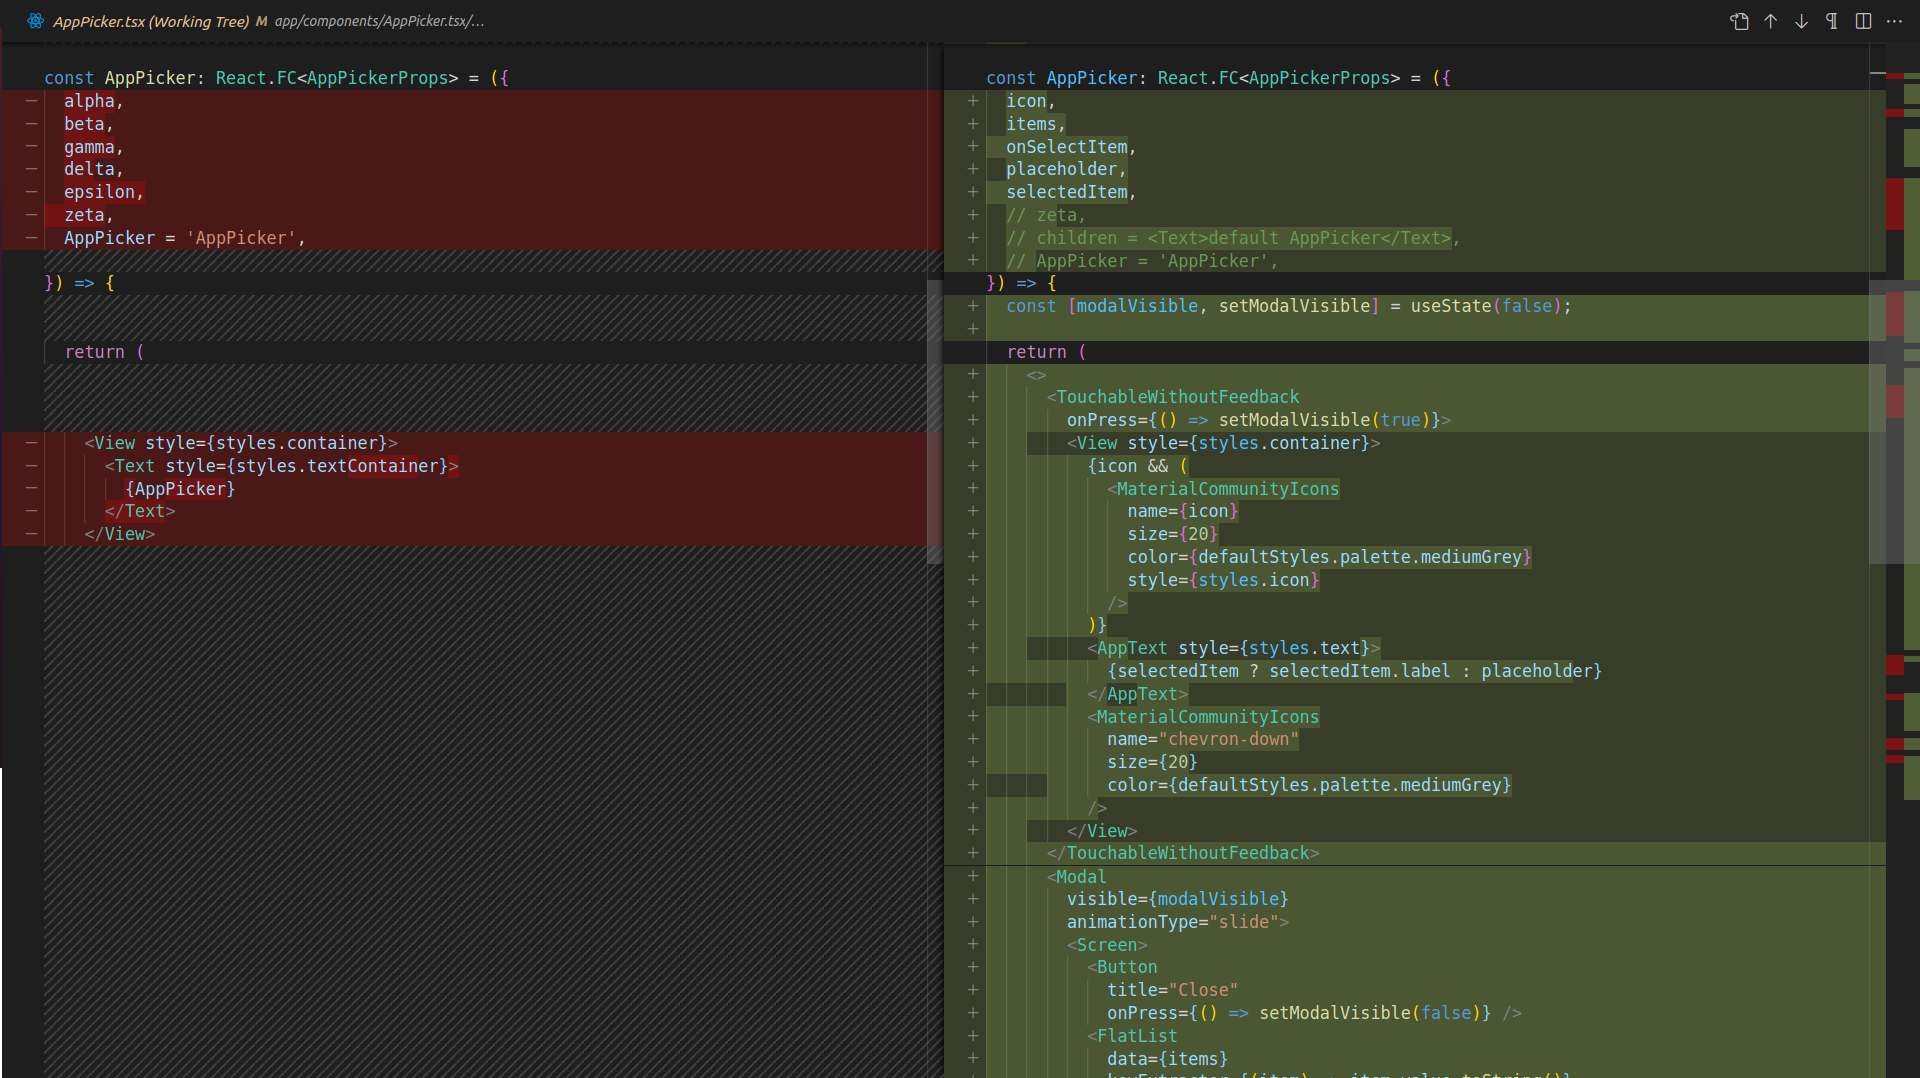 AppPicker.tsx (Working Tree) M app/components/AppPicker.tsx/...
const AppPicker: React.FC<AppPickerProps> = ({
— alpha,
— beta,
— gamma,
— delta,
— epsilon,
— zeta,
— AppPicker = 'AppPicker',
}) => {
return (
— <View style={styles.container}>
— <Text style={styles.textContainer}>
— {AppPicker}
— </Text>
— </View>
const AppPicker: React.FC<AppPickerProps> = ({
+ icon,
+ items,
+ onSelectItem,
+ placeholder,
+ selectedItem,
+ // zeta,
+ // children = <Text>default AppPicker</Text>,
+ // AppPicker = 'AppPicker',
}) => {
+ const [modalVisible, setModalVisible] = useState(false);
+
return (
+ <>
+ <TouchableWithoutFeedback
+ onPress={() => setModalVisible(true)}>
+ <View style={styles.container}>
+ {icon && (
+ <MaterialCommunityIcons
+ name={icon}
+ size={20}
+ color={defaultStyles.palette.mediumGrey}
+ style={styles.icon}
+ />
+ )}
+ <AppText style={styles.text}>
+ {selectedItem ? selectedItem.label : placeholder}
+ </AppText>
+ <MaterialCommunityIcons
+ name="chevron-down"
+ size={20}
+ color={defaultStyles.palette.mediumGrey}
+ />
+ </View>
+ </TouchableWithoutFeedback>
+ <Modal
+ visible={modalVisible}
+ animationType="slide">
+ <Screen>
+ <Button
+ title="Close"
+ onPress={() => setModalVisible(false)} />
+ <FlatList
+ data={items}